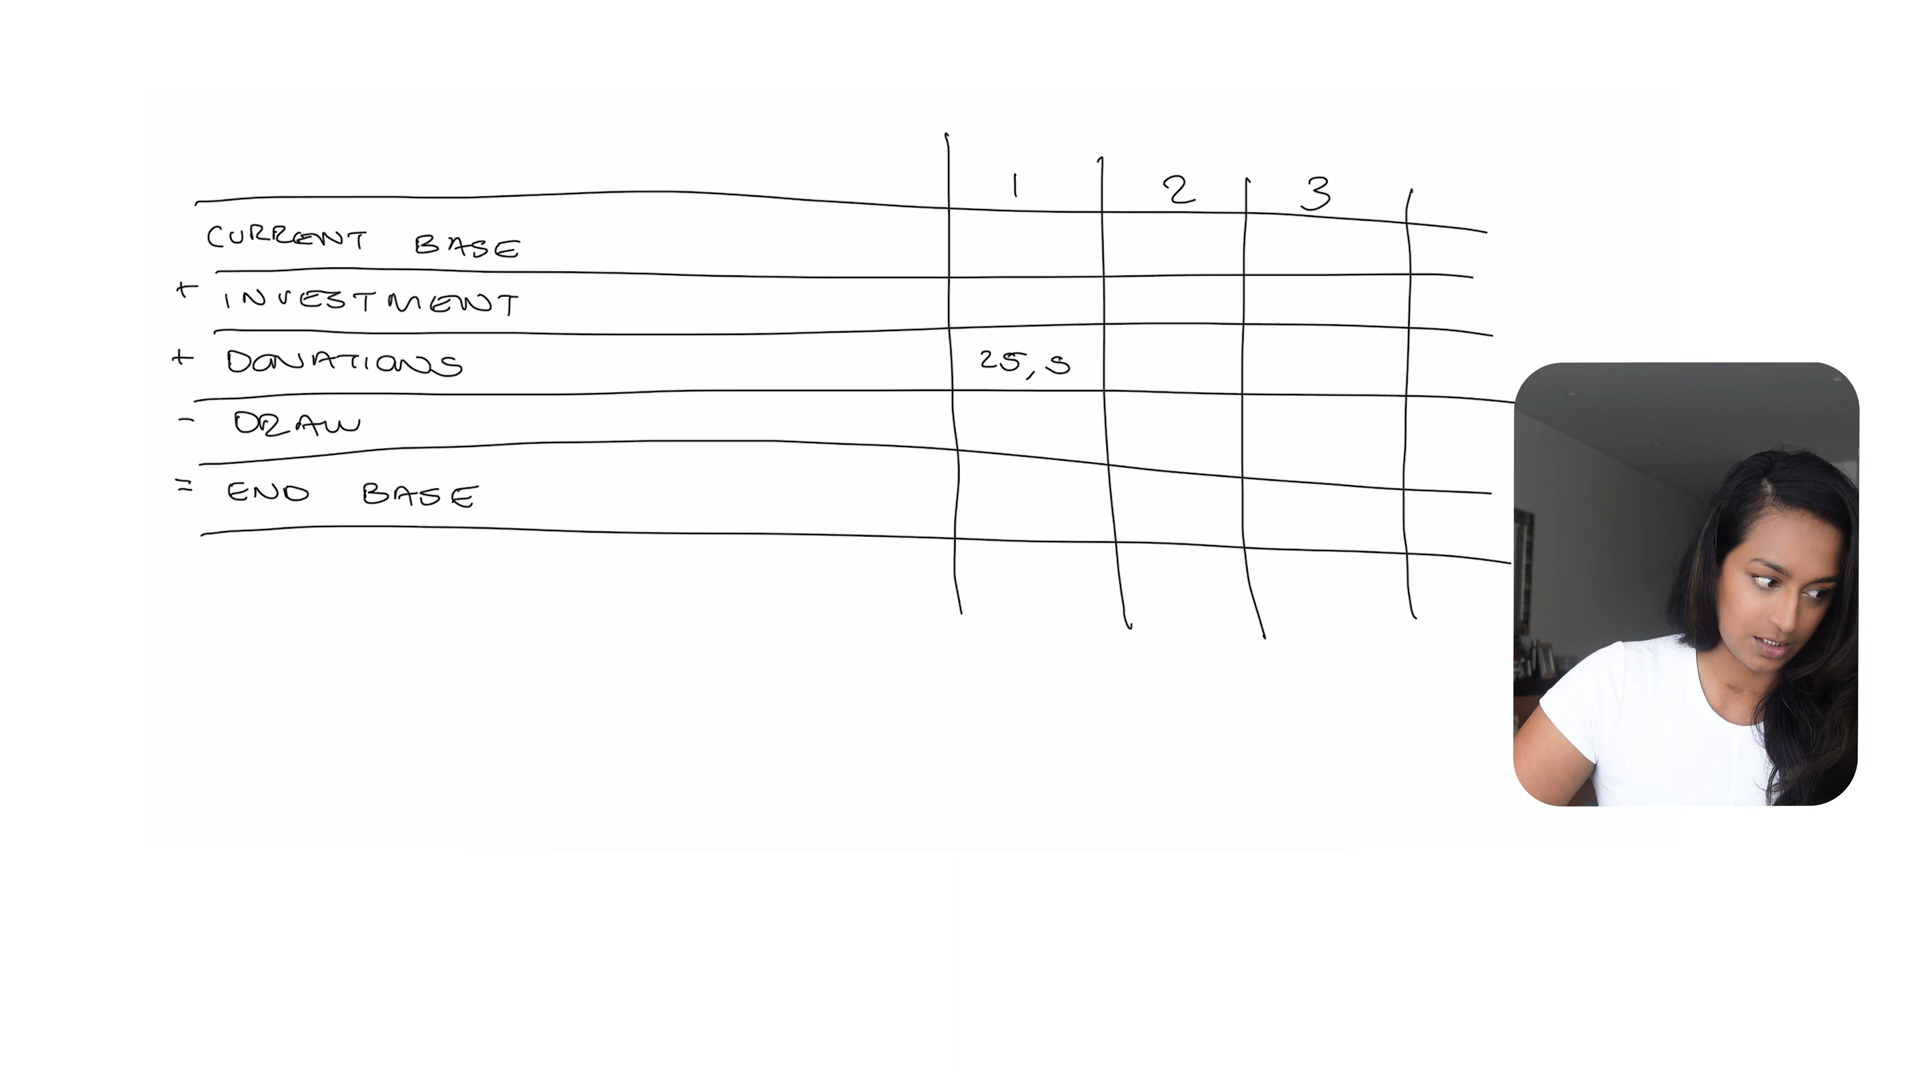 1 2 3
CURRENT BASE
+ INVESTMENT
+ DONATIONS 25, 5
- DRAW
= END BASE